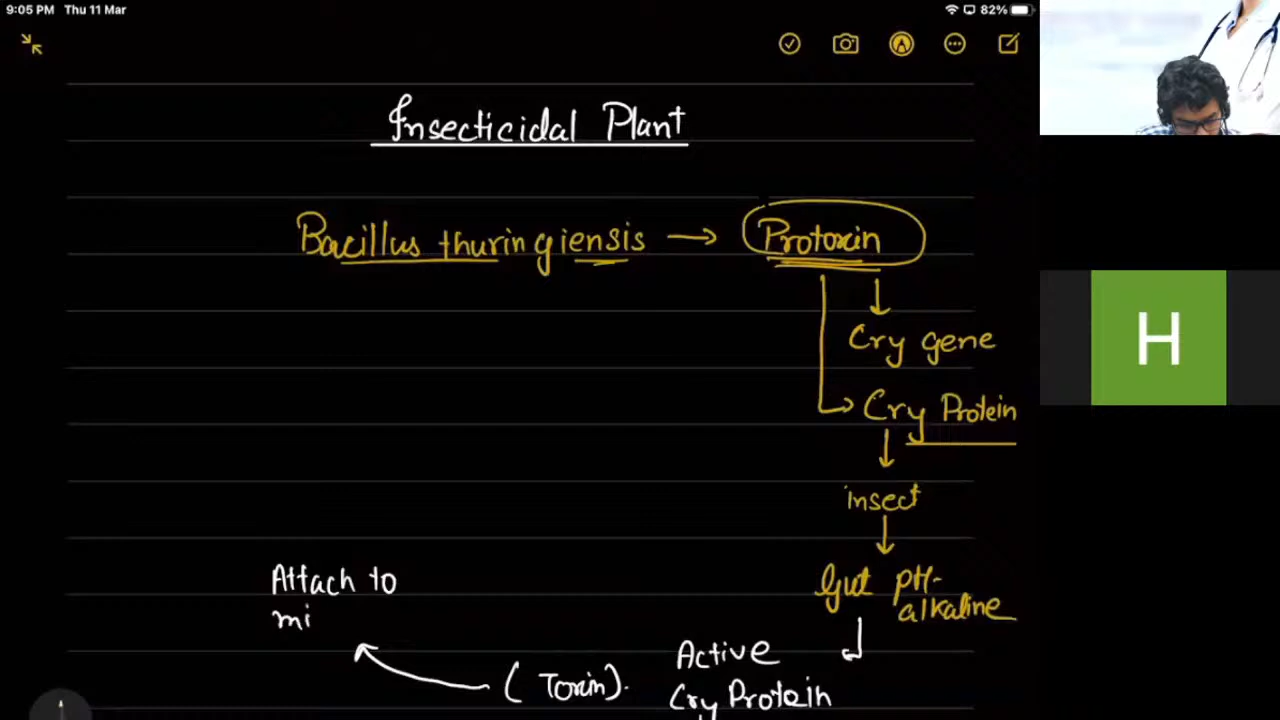 9:05 PM Thu 11 Mar
82%
Insecticidal Plant
Bacillus thuringiensis → Protoxin
Cry gene
Cry Protein
insect
Gut pH-
alkaline
Active
Cry Protein
(Toxin).
Attach to
mi
H